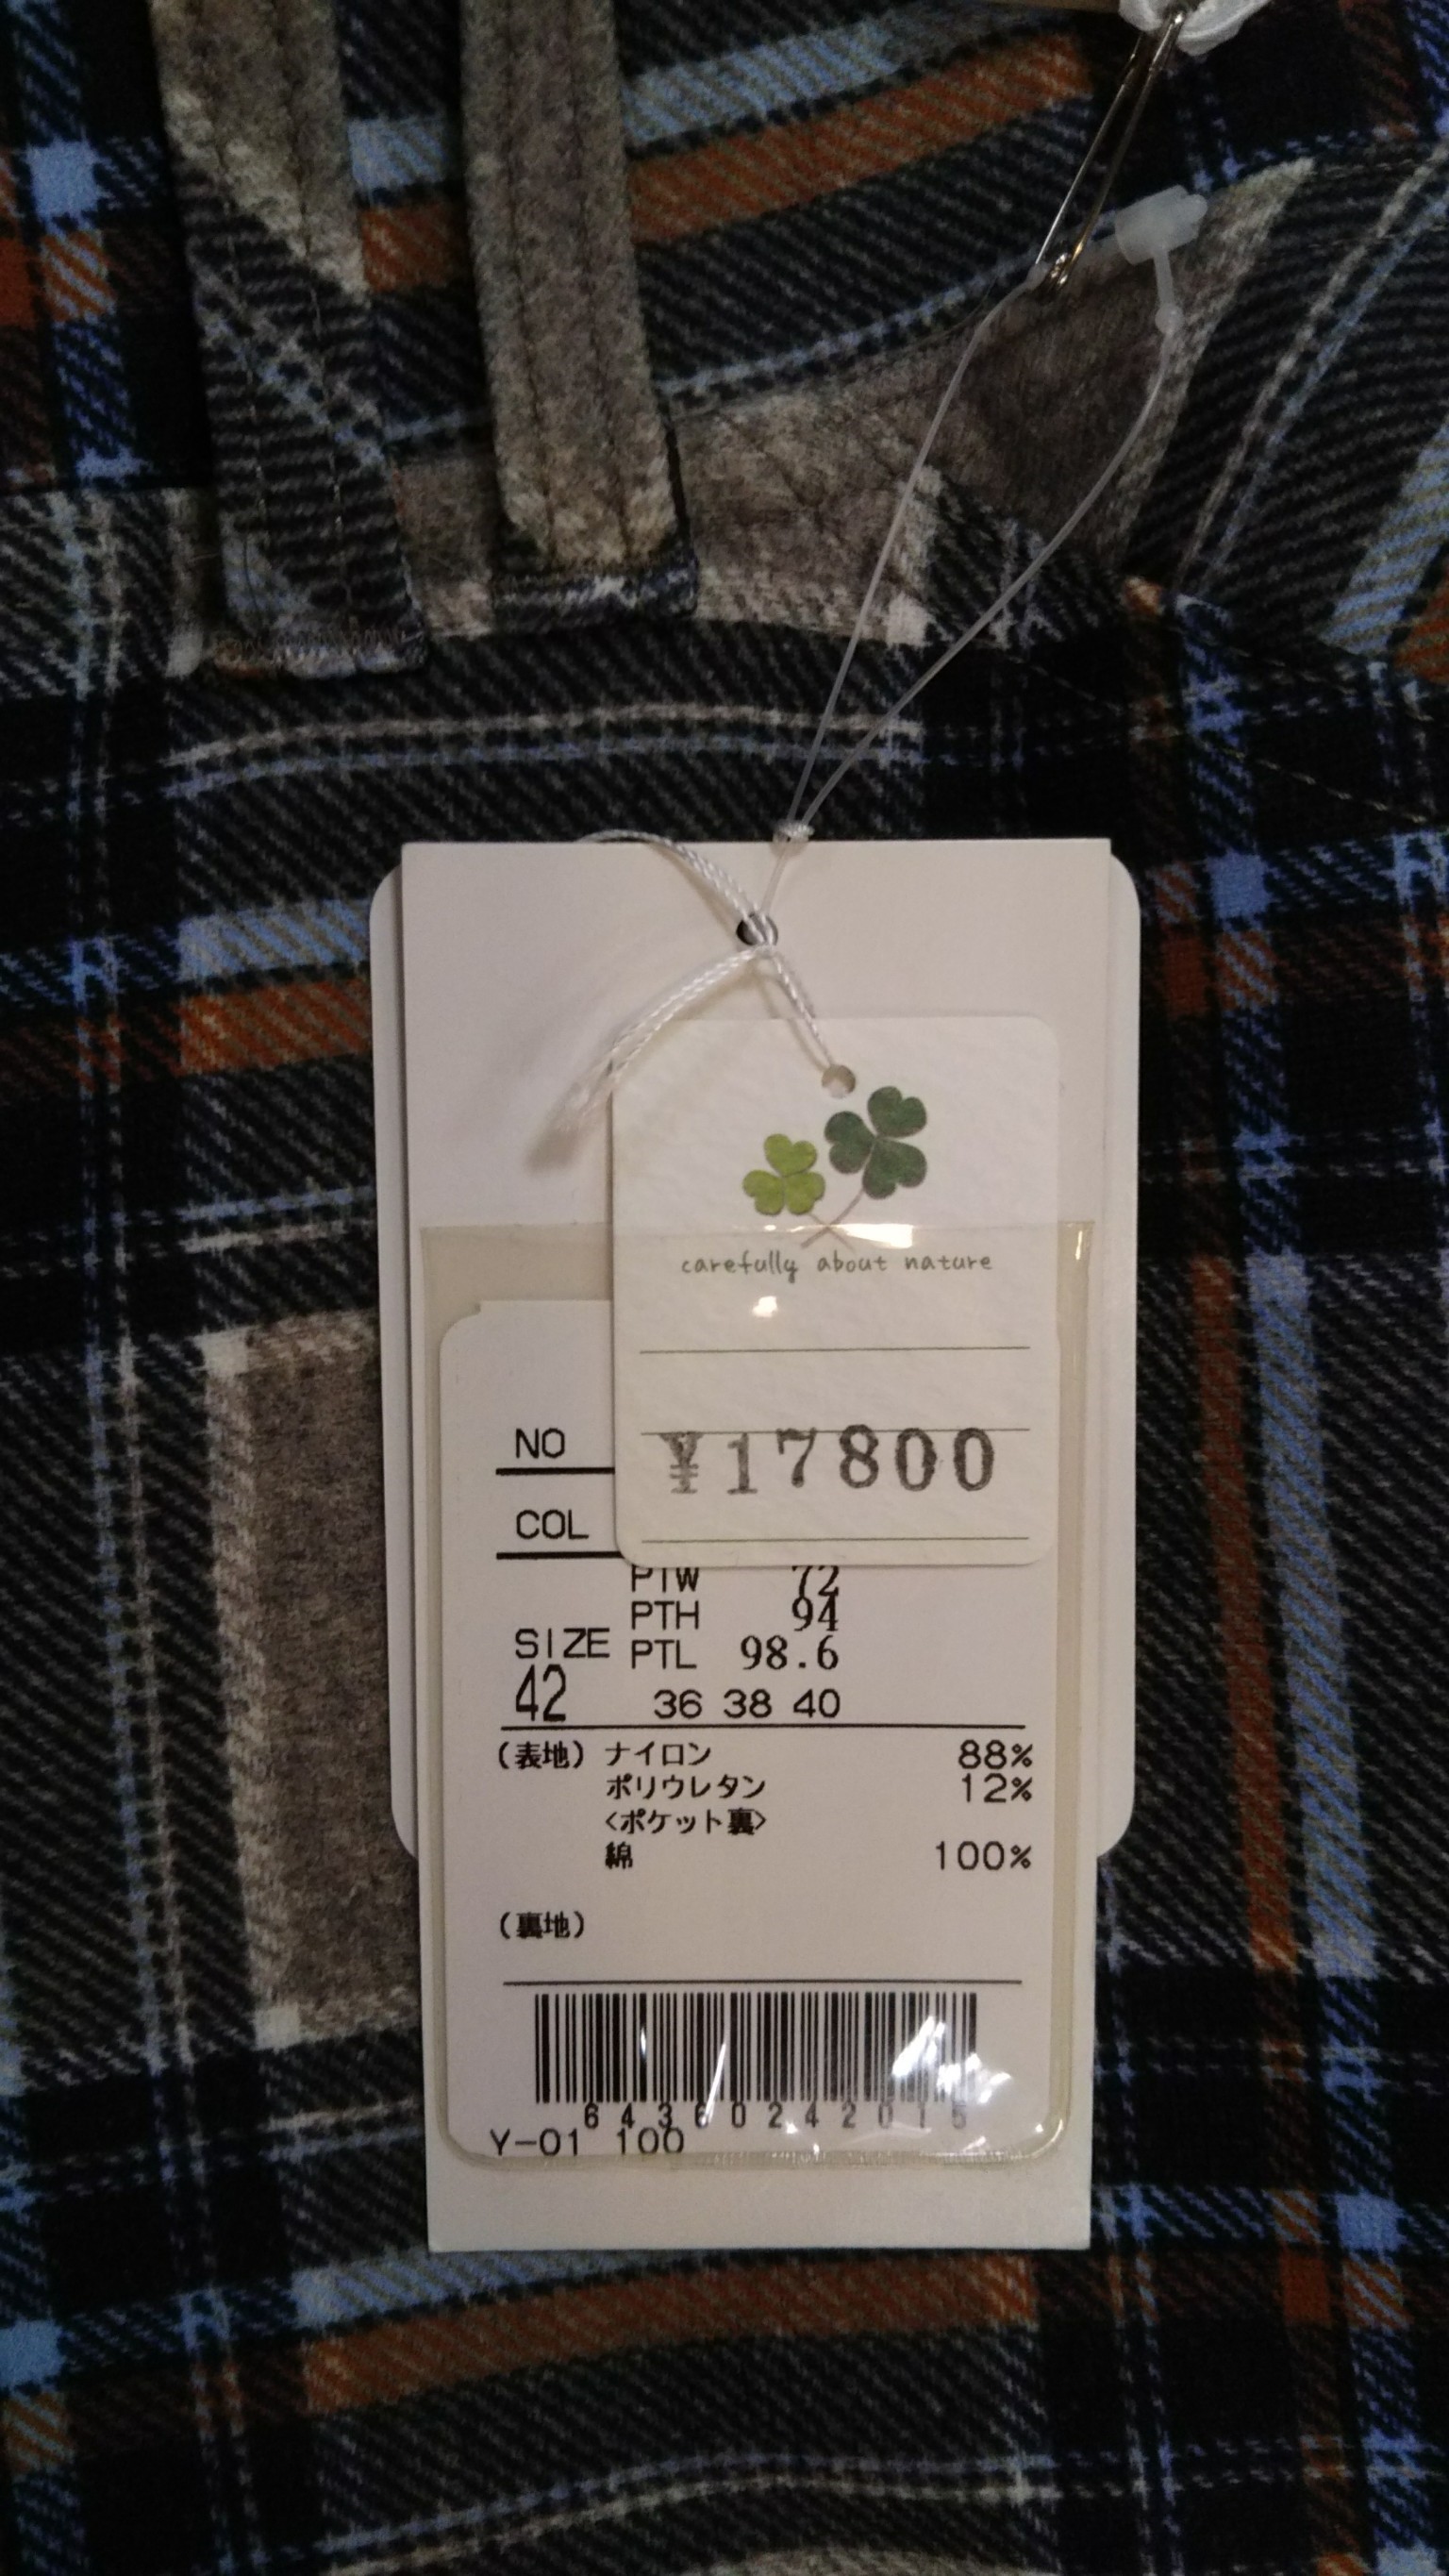 carefully about nature
¥17800
NO
COL
PTW 72
PTH 94
SIZE PTL 98.6
42 36 38 40
(表地) ナイロン 88%
ポリウレタン 12%
<ポケット裏>
綿 100%
(裏地)
64360242015
Y-01 100